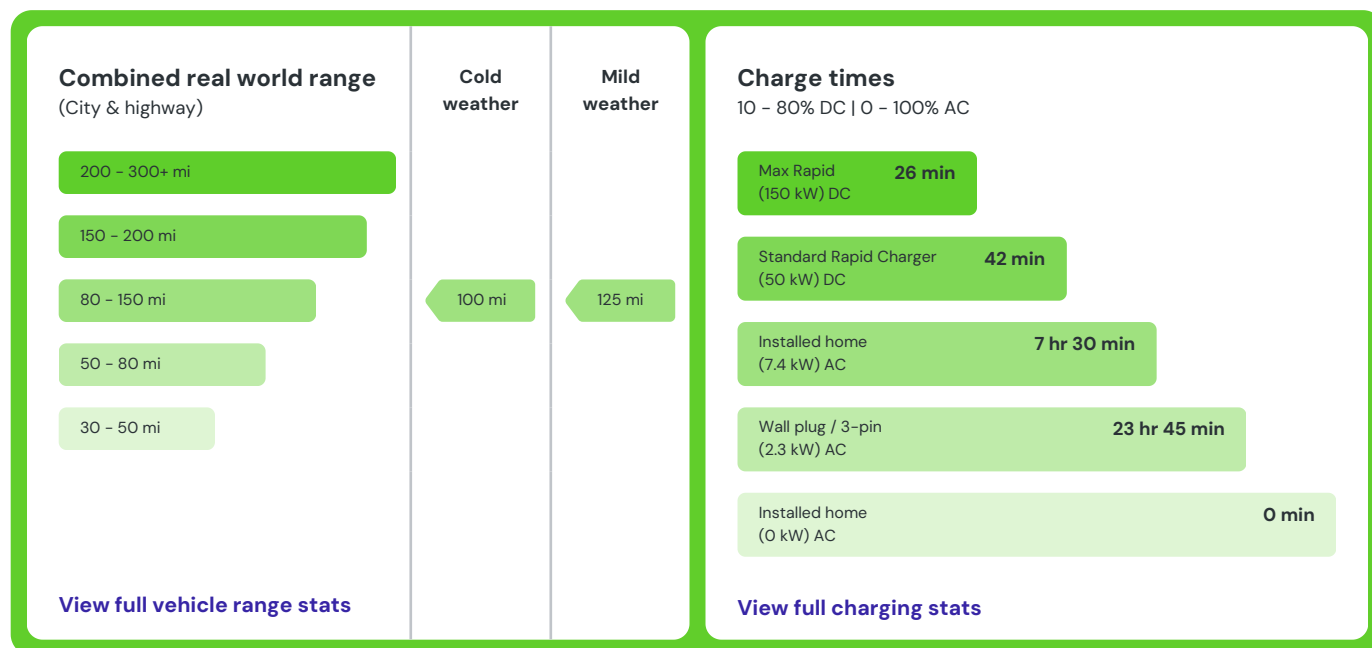 Combined real world range
(City & highway)
Cold
weather
Mild
weather
200 - 300+ mi
150 - 200 mi
80 - 150 mi
100 mi
125 mi
50 - 80 mi
30 - 50 mi
View full vehicle range stats
Charge times
10 - 80% DC | 0 - 100% AC
Max Rapid
(150 kW) DC
26 min
Standard Rapid Charger
(50 kW) DC
42 min
Installed home
(7.4 kW) AC
7 hr 30 min
Wall plug / 3-pin
(2.3 kW) AC
23 hr 45 min
Installed home
(0 kW) AC
0 min
View full charging stats